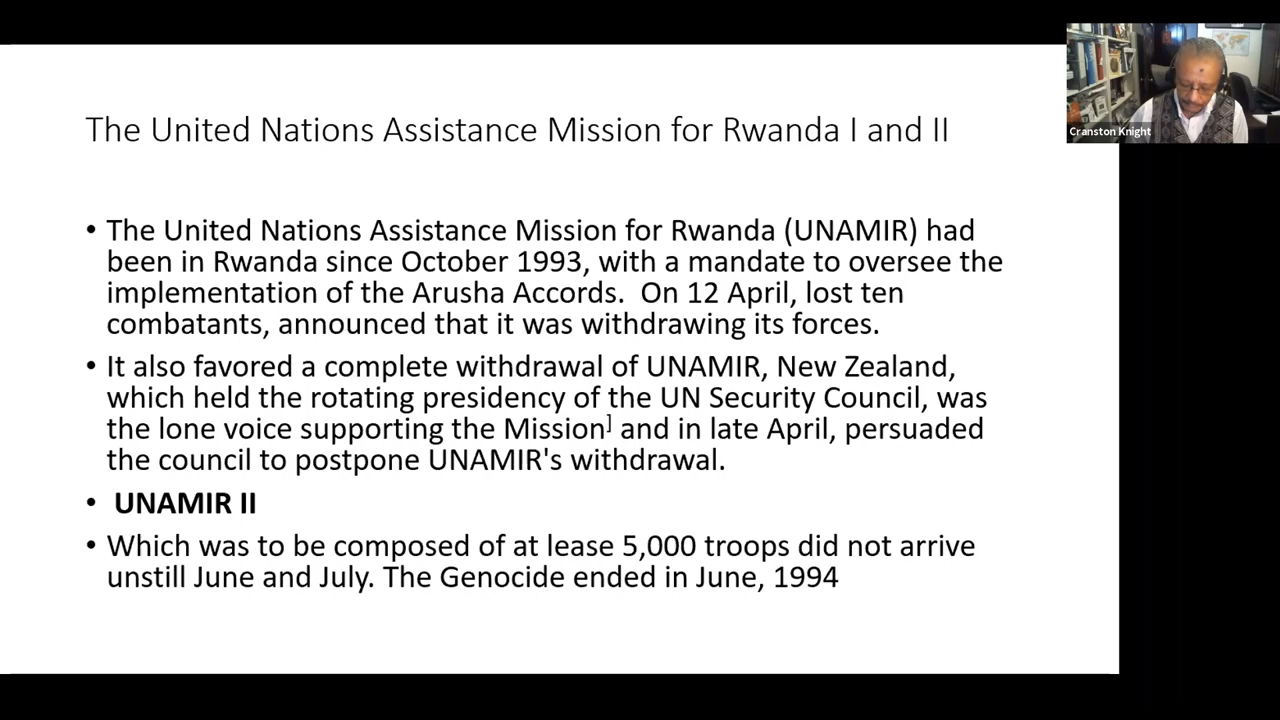 The United Nations Assistance Mission for Rwanda I and II
Cranston Knight
• The United Nations Assistance Mission for Rwanda (UNAMIR) had
been in Rwanda since October 1993, with a mandate to oversee the
implementation of the Arusha Accords.  On 12 April, lost ten
combatants, announced that it was withdrawing its forces.
• It also favored a complete withdrawal of UNAMIR, New Zealand,
which held the rotating presidency of the UN Security Council, was
the lone voice supporting the Mission] and in late April, persuaded
the council to postpone UNAMIR's withdrawal.
• UNAMIR II
• Which was to be composed of at lease 5,000 troops did not arrive
unstill June and July. The Genocide ended in June, 1994